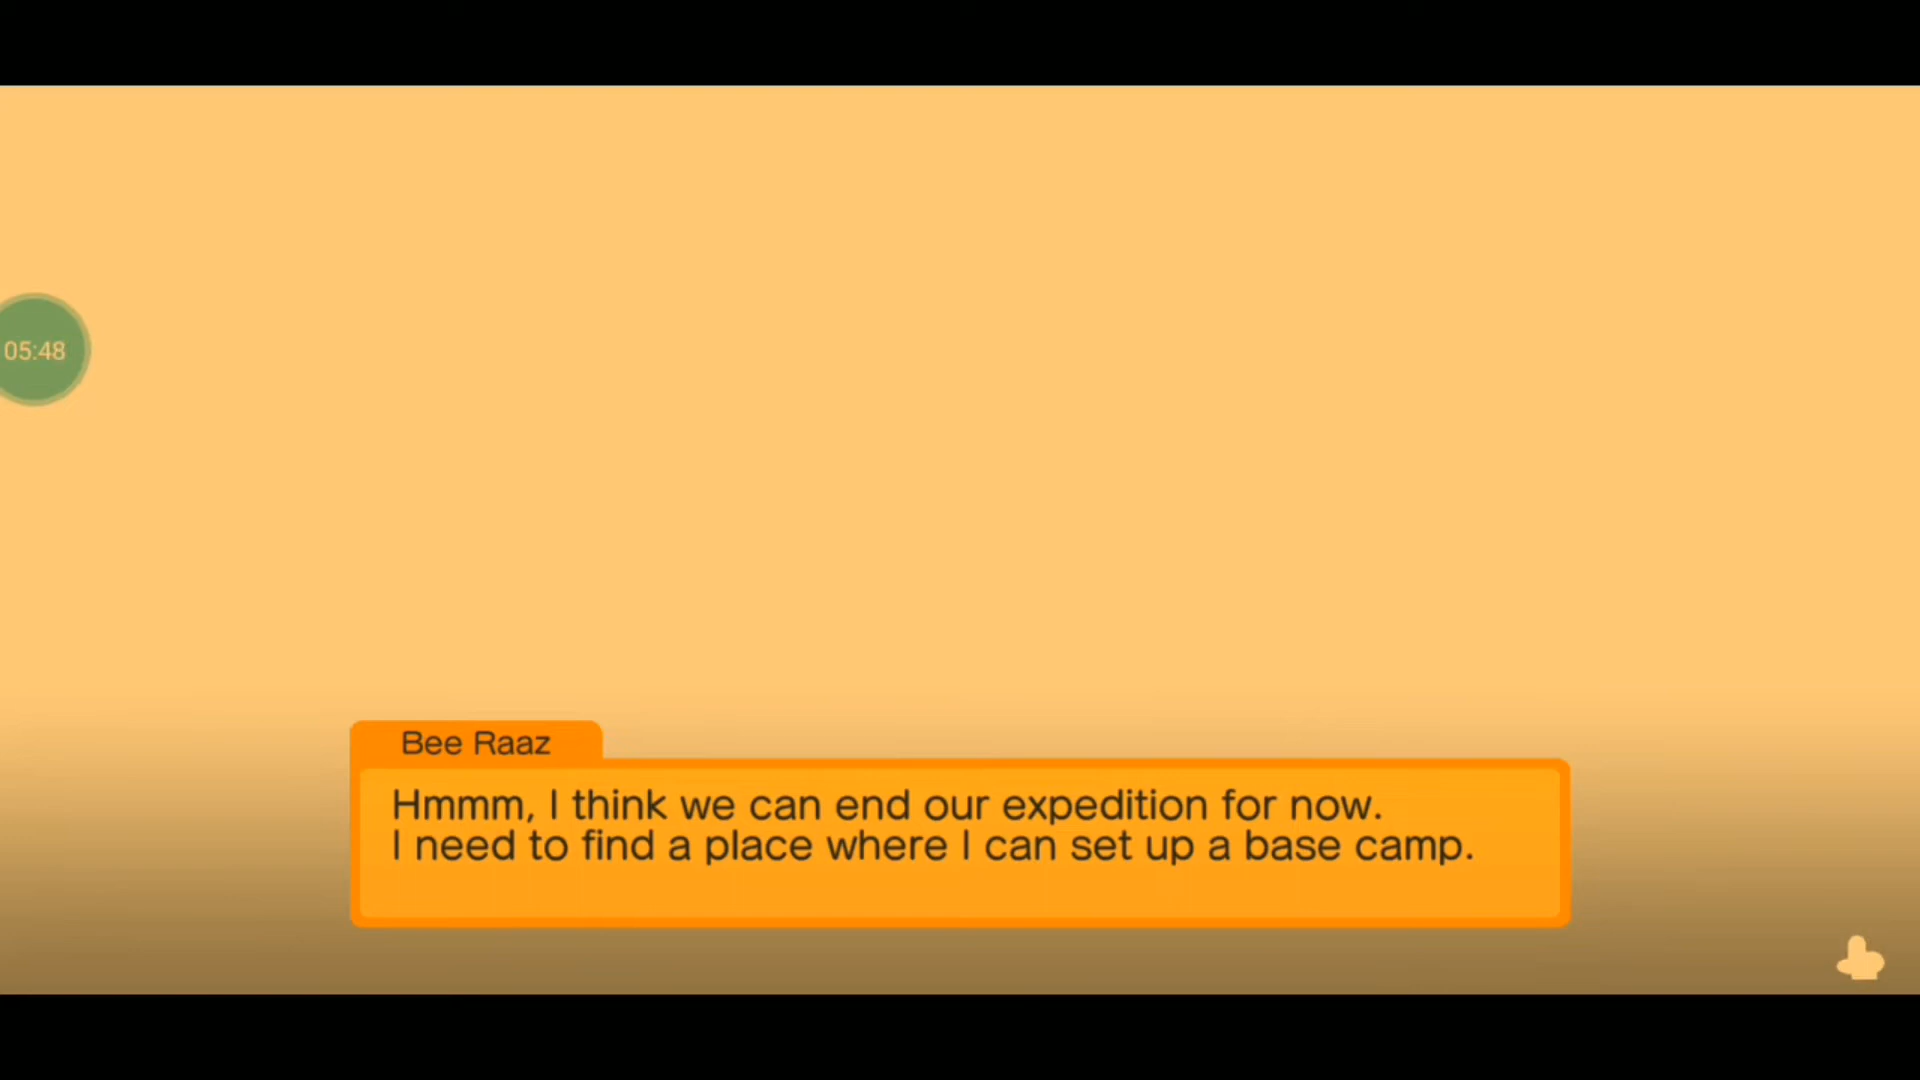 05:48
Bee Raaz
Hmmm, I think we can end our expedition for now.
I need to find a place where I can set up a base camp.